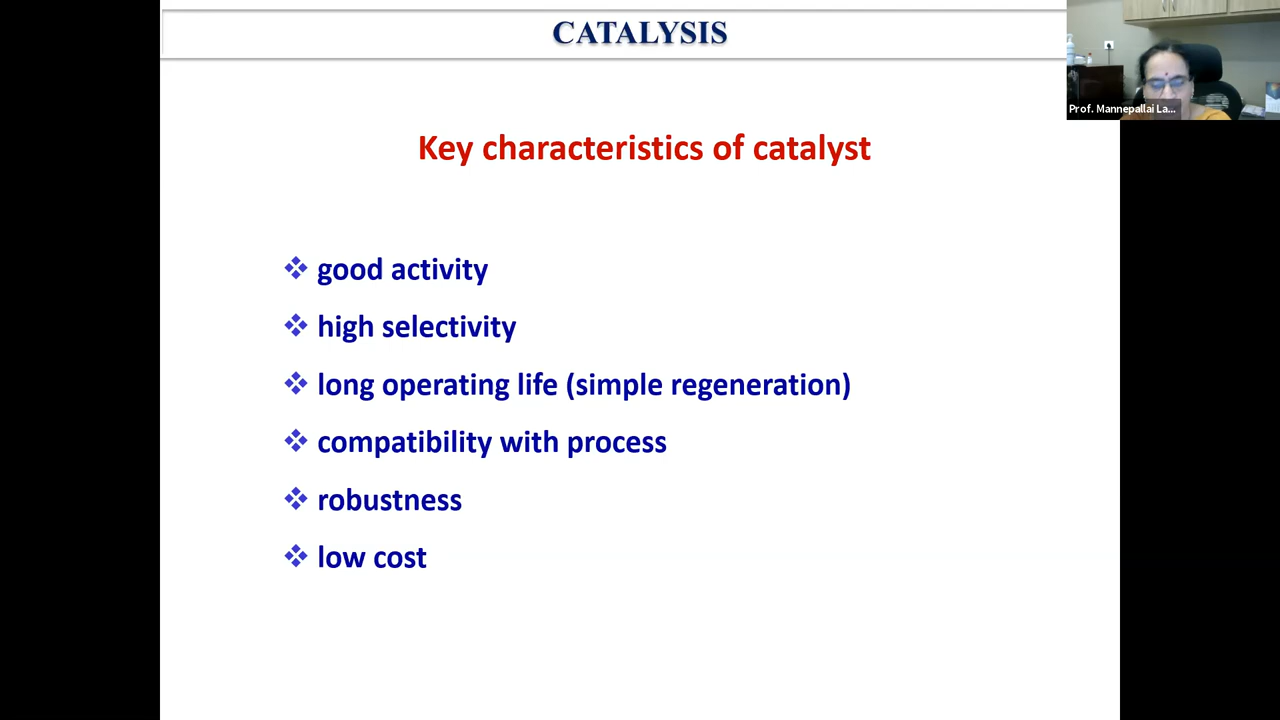 CATALYSIS
Prof. Mannepallai La...
Key characteristics of catalyst
good activity
high selectivity
long operating life (simple regeneration)
compatibility with process
robustness
low cost